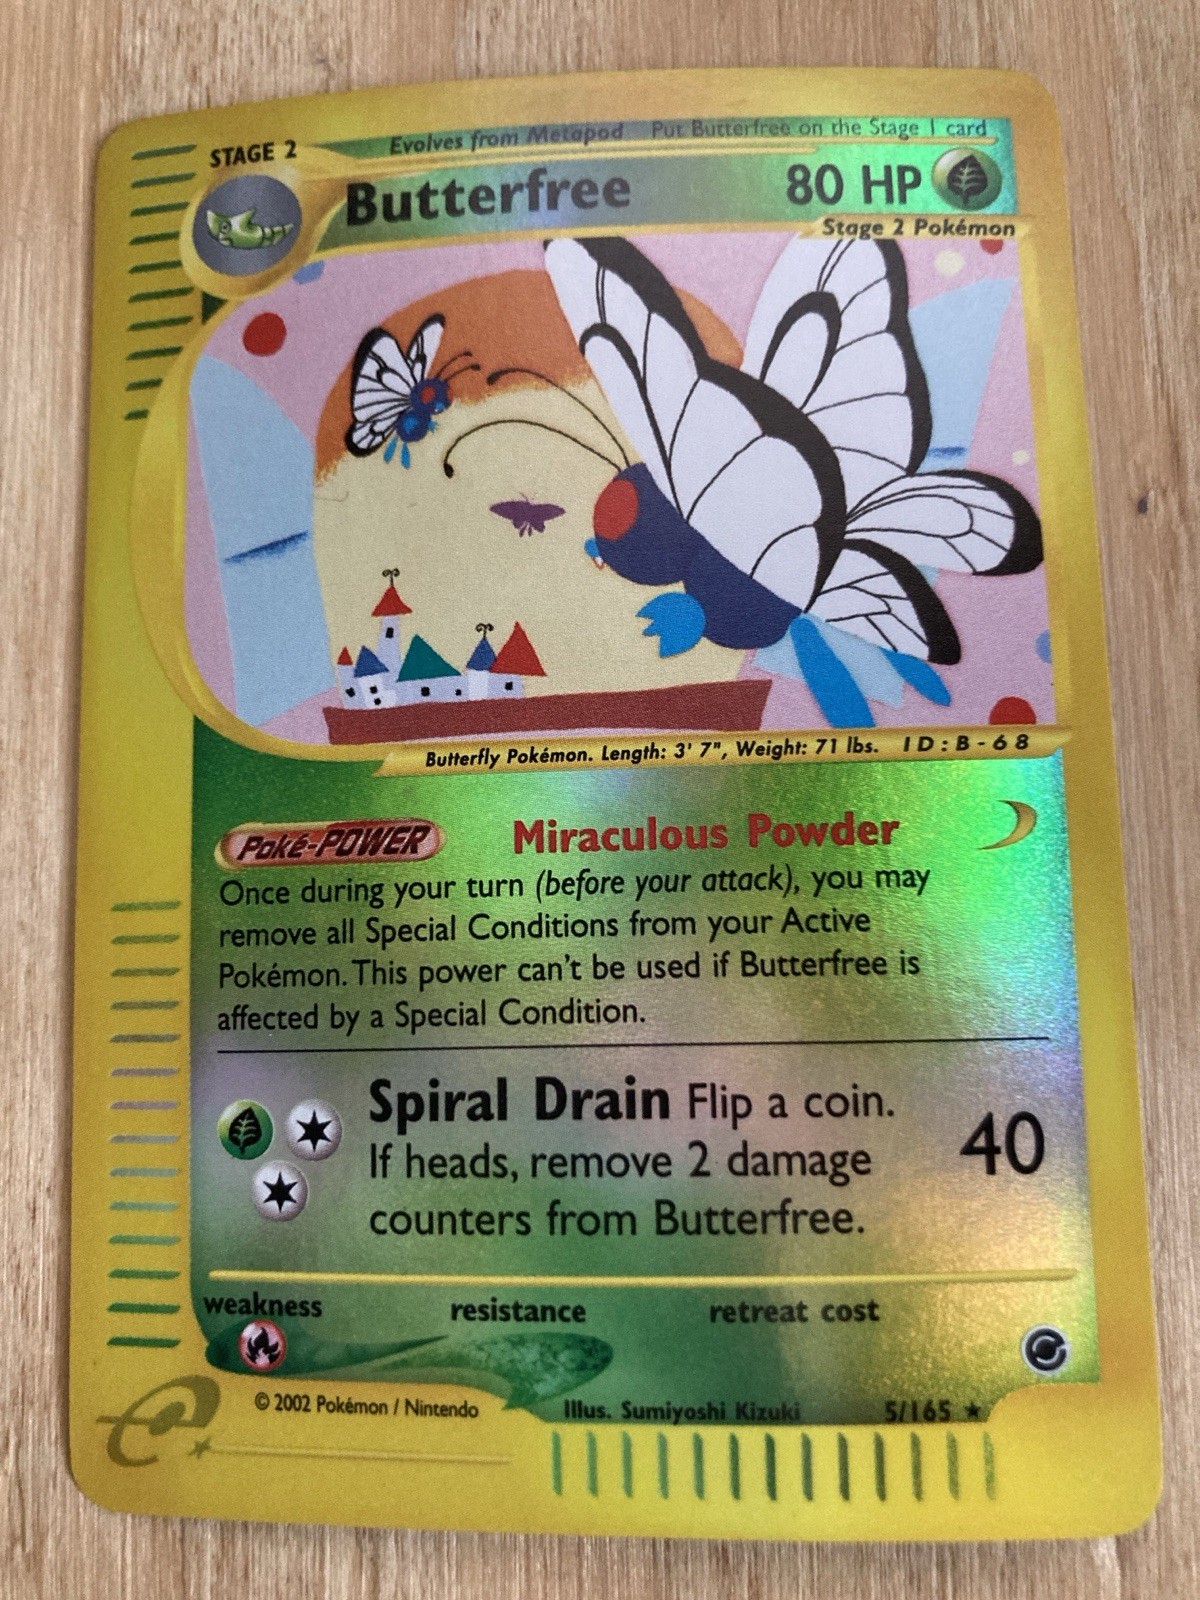 Evolves from Metapod Put Butterfree on the Stage 1 card
STAGE 2
Butterfree 80 HP
Stage 2 Pokémon
Butterfly Pokémon. Length: 3' 7", Weight: 71 lbs. ID:B-68
Poké-POWER Miraculous Powder
Once during your turn (before your attack), you may
remove all Special Conditions from your Active
Pokémon. This power can't be used if Butterfree is
affected by a Special Condition.
Spiral Drain Flip a coin.
If heads, remove 2 damage
counters from Butterfree.
40
weakness resistance retreat cost
© 2002 Pokémon / Nintendo
Illus. Sumiyoshi Kizuki 5/165 ★
e